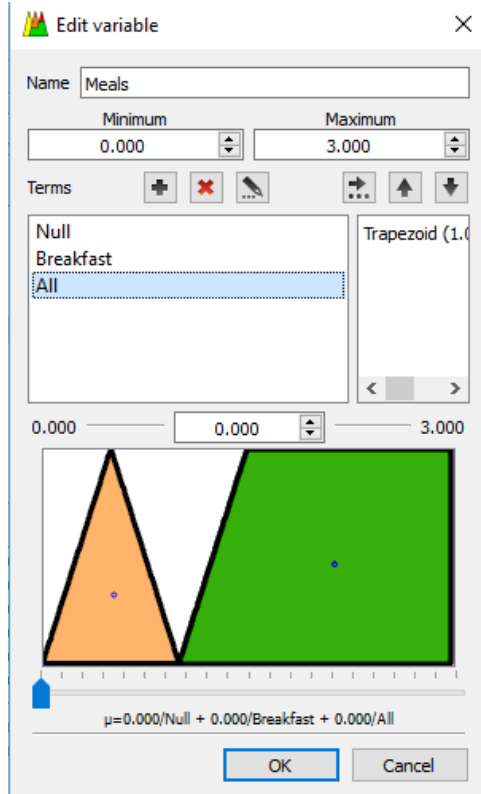 Edit variable
Name Meals
Minimum Maximum
0.000 3.000
Terms
Null
Breakfast
All
Trapezoid (1.0
0.000 0.000 3.000
μ=0.000/Null + 0.000/Breakfast + 0.000/All
OK Cancel